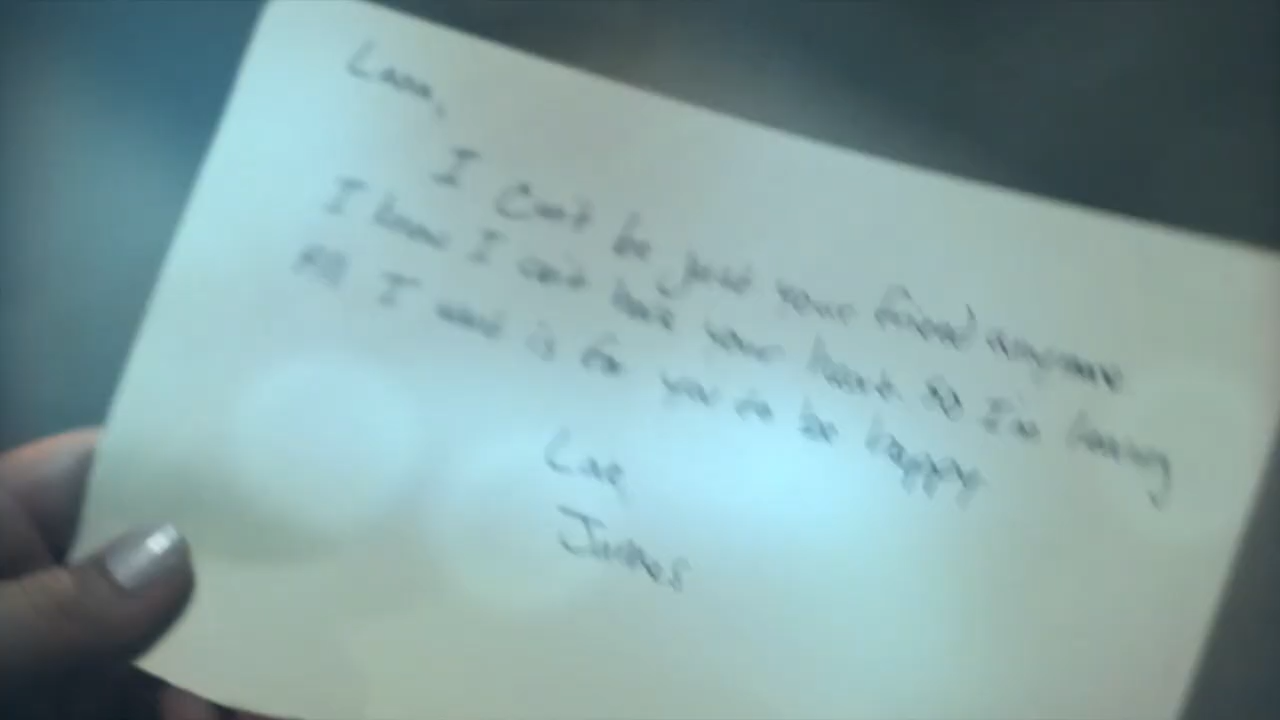 I can't be just your friend anymore
I know I can't have your heart so I'm leaving
All I want is for you to be happy
Love
James